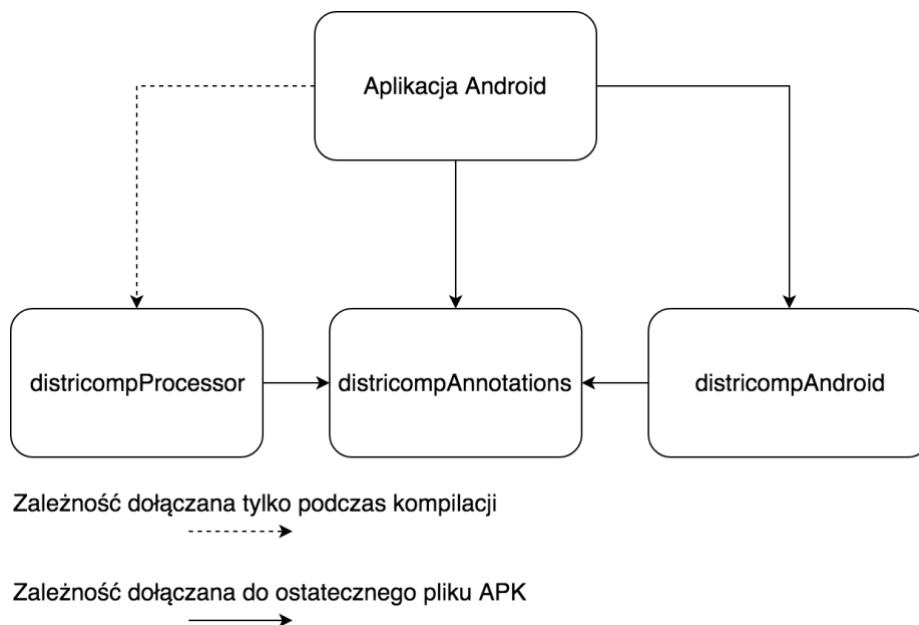 Aplikacja Android
districompProcessor
districompAnnotations
districompAndroid
Zależność dołączana tylko podczas kompilacji
Zależność dołączana do ostatecznego pliku APK